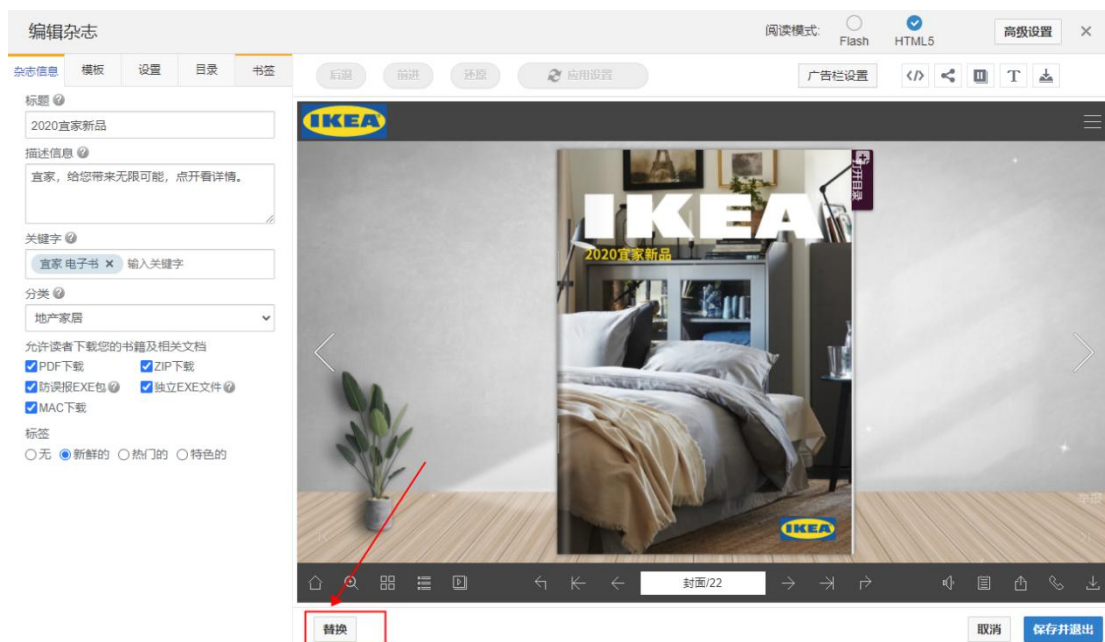 编辑杂志
阅读模式:
Flash
HTML5
高级设置
杂志信息
模板
设置
目录
书签
后退
前进
还原
应用设置
广告栏设置
标题
2020宜家新品
描述信息
宜家，给您带来无限可能，点开看详情。
关键字
宜家 电子书 ×
输入关键字
分类
地产家居
允许读者下载您的书籍及相关文档
PDF下载
ZIP下载
防误报EXE包
独立EXE文件
MAC下载
标签
无
新鲜的
热门的
特色的
IKEA
打开目录
IKEA
2020宜家新品
IKEA
封面/22
替换
取消
保存并退出